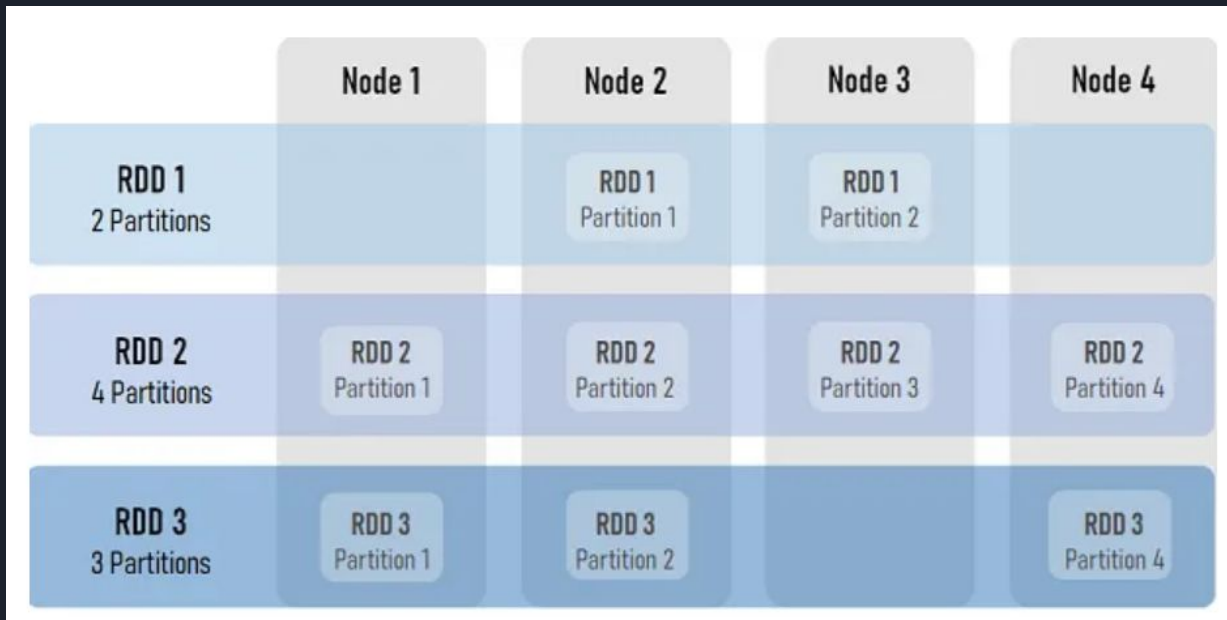 Node 1
Node 2
Node 3
Node 4
RDD 1
2 Partitions
RDD 1
Partition 1
RDD 1
Partition 2
RDD 2
4 Partitions
RDD 2
Partition 1
RDD 2
Partition 2
RDD 2
Partition 3
RDD 2
Partition 4
RDD 3
3 Partitions
RDD 3
Partition 1
RDD 3
Partition 2
RDD 3
Partition 4